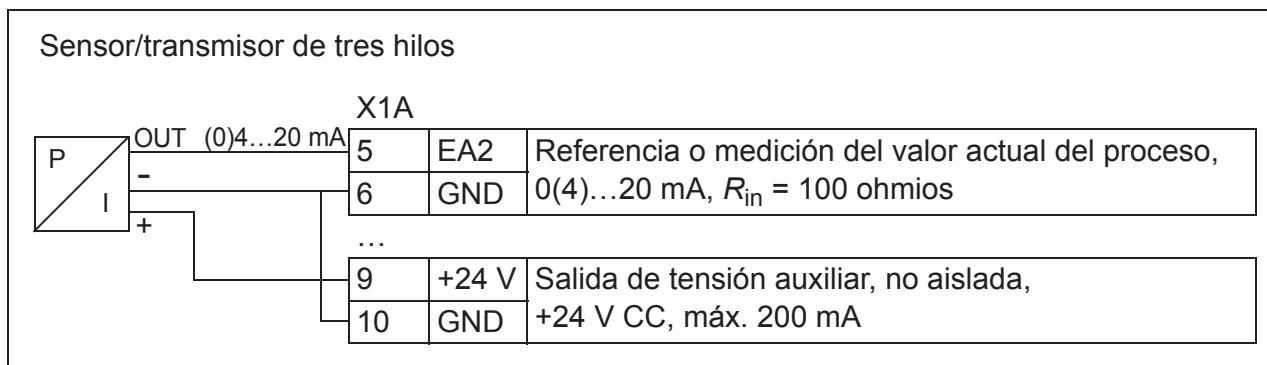 Sensor/transmisor de tres hilos
X1A
OUT (0)4…20 mA
P
I
-
+
5 EA2 Referencia o medición del valor actual del proceso,
6 GND 0(4)…20 mA, Rin = 100 ohmios
…
9 +24 V Salida de tensión auxiliar, no aislada,
10 GND +24 V CC, máx. 200 mA